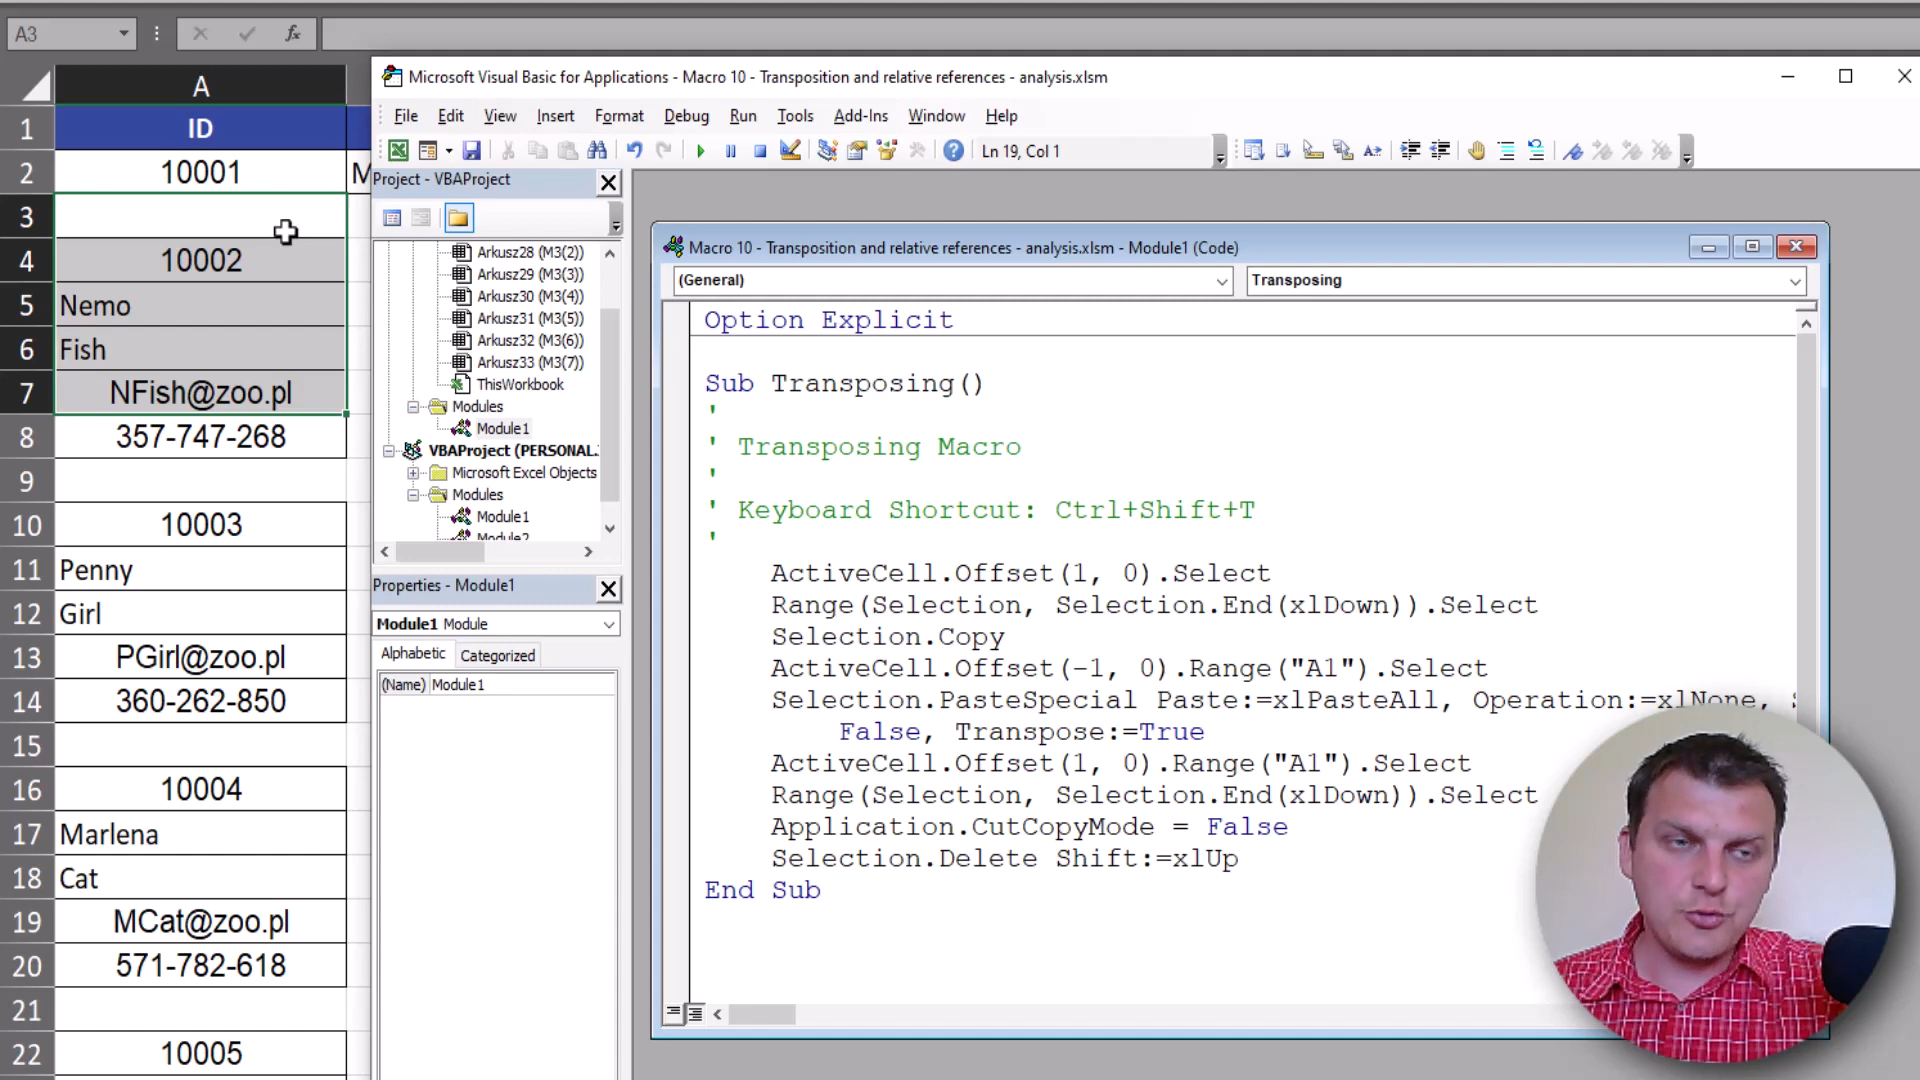 A3
fx
A
1 ID
2 10001 M
3
4 10002
5 Nemo
6 Fish
7 NFish@zoo.pl
8 357-747-268
9
10 10003
11 Penny
12 Girl
13 PGirl@zoo.pl
14 360-262-850
15
16 10004
17 Marlena
18 Cat
19 MCat@zoo.pl
20 571-782-618
21
22 10005
Microsoft Visual Basic for Applications - Macro 10 - Transposition and relative references - analysis.xlsm
File Edit View Insert Format Debug Run Tools Add-Ins Window Help
Ln 19, Col 1
Project - VBAProject
Arkusz28 (M3(2))
Arkusz29 (M3(3))
Arkusz30 (M3(4))
Arkusz31 (M3(5))
Arkusz32 (M3(6))
Arkusz33 (M3(7))
ThisWorkbook
Modules
Module1
VBAProject (PERSONAL.
Microsoft Excel Objects
Modules
Module1
Module2
Properties - Module1
Module1 Module
Alphabetic Categorized
(Name) Module1
Macro 10 - Transposition and relative references - analysis.xlsm - Module1 (Code)
(General) Transposing
Option Explicit
Sub Transposing()
'
' Transposing Macro
'
' Keyboard Shortcut: Ctrl+Shift+T
'
ActiveCell.Offset(1, 0).Select
Range(Selection, Selection.End(xlDown)).Select
Selection.Copy
ActiveCell.Offset(-1, 0).Range("A1").Select
Selection.PasteSpecial Paste:=xlPasteAll, Operation:=xlNone,
False, Transpose:=True
ActiveCell.Offset(1, 0).Range("A1").Select
Range(Selection, Selection.End(xlDown)).Select
Application.CutCopyMode = False
Selection.Delete Shift:=xlUp
End Sub